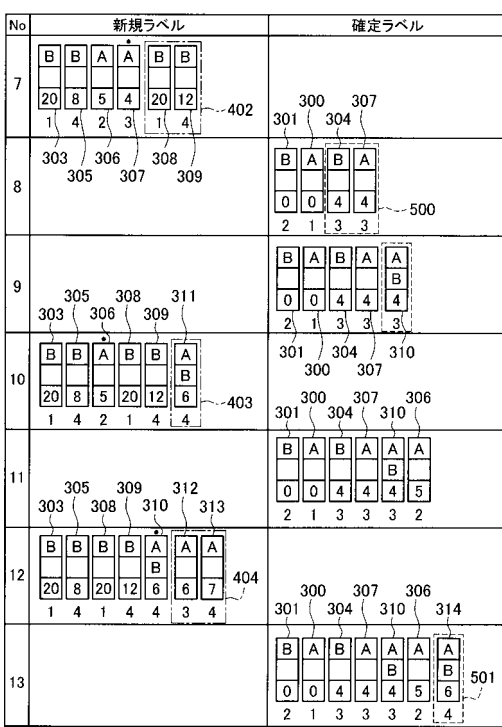 No 新規ラベル 確定ラベル
7
B B A A B B
20 8 5 4 20 12
1 4 2 3 1 4
402
303 306 308
305 307 309
8
301 300 304 307
B A B A
0 0 4 4
2 1 3 3
500
9
B A B A A
B
0 0 4 4 4
2 1 3 3 3
301 304 310
300 307
10
303 305 306 308 309 311
B B A B B A
B
20 8 5 20 12 6
1 4 2 1 4 4
403
11
301 300 304 307 310 306
B A B A A A
B
0 0 4 4 4 5
2 1 3 3 3 2
12
303 305 308 309 310 312 313
B B B B A A A
B
20 8 20 12 6 6 7
1 4 1 4 4 3 4
404
13
301 300 304 307 310 306 314
B A B A A A A
B B
0 0 4 4 4 5 6
2 1 3 3 3 2 4
501